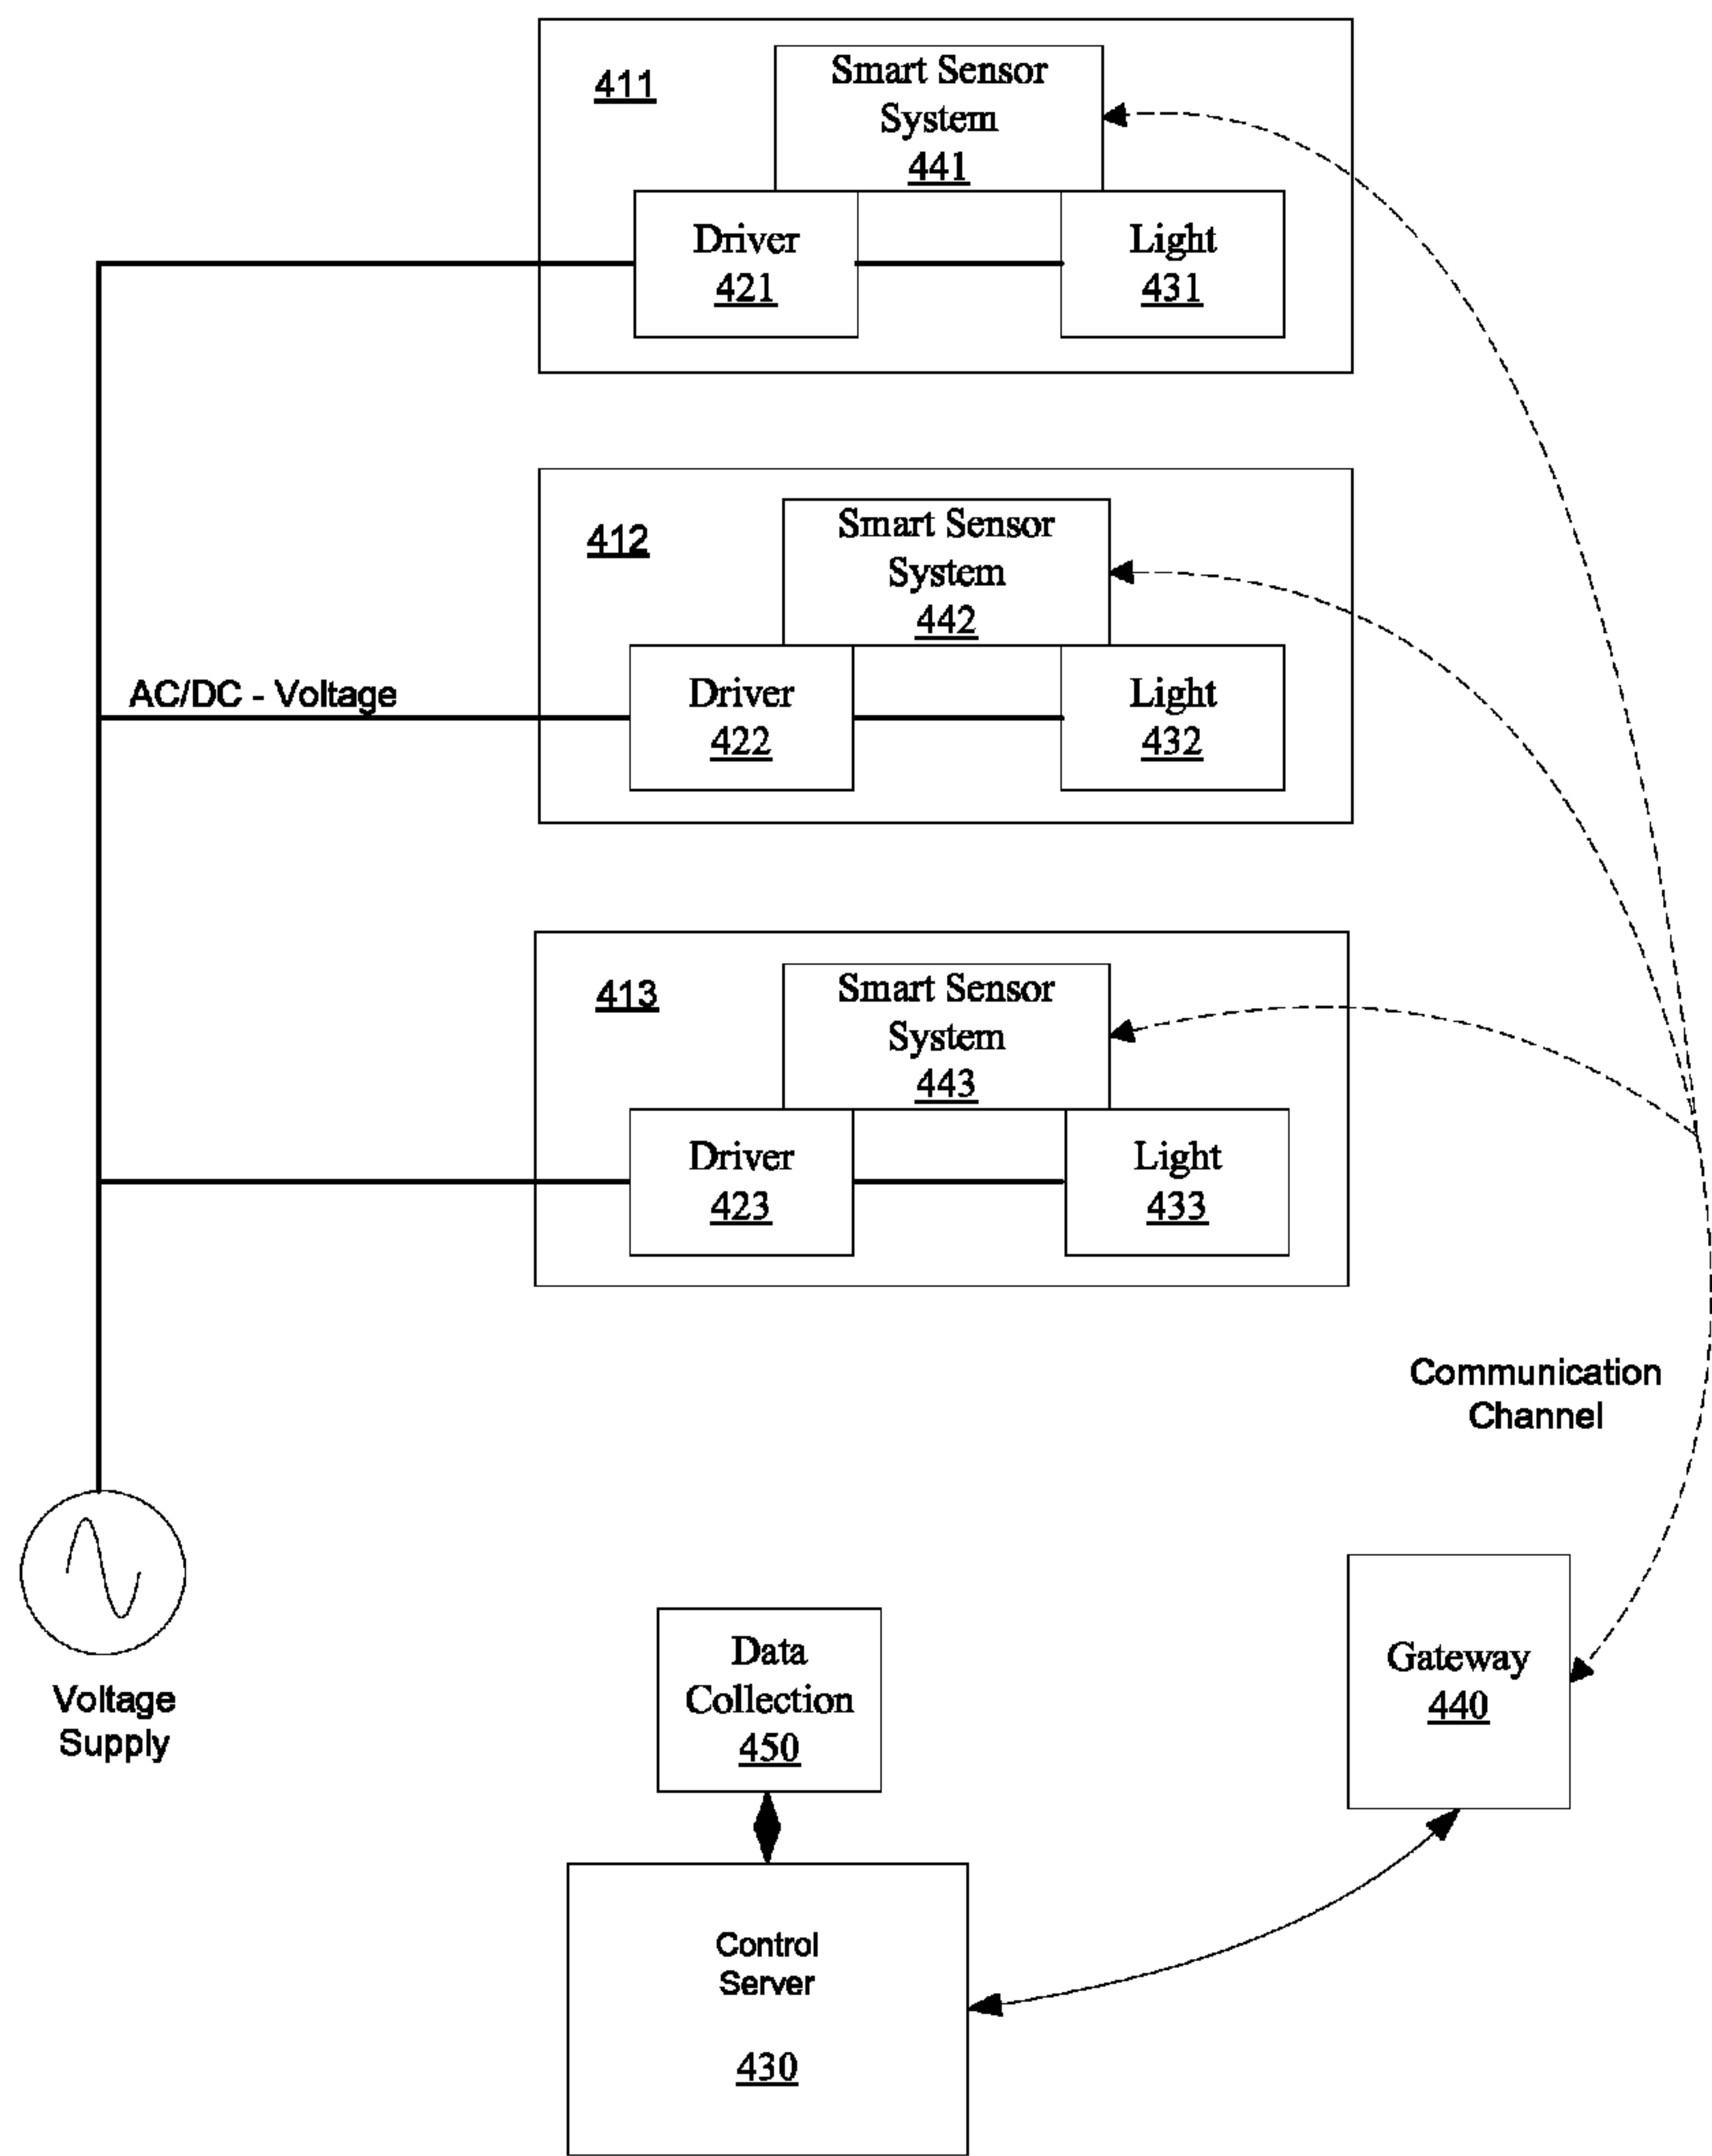 411
Smart Sensor
System
441
Driver
421
Light
431
412
Smart Sensor
System
442
AC/DC - Voltage
Driver
422
Light
432
413
Smart Sensor
System
443
Driver
423
Light
433
Communication
Channel
Voltage
Supply
Data
Collection
450
Gateway
440
Control
Server
430